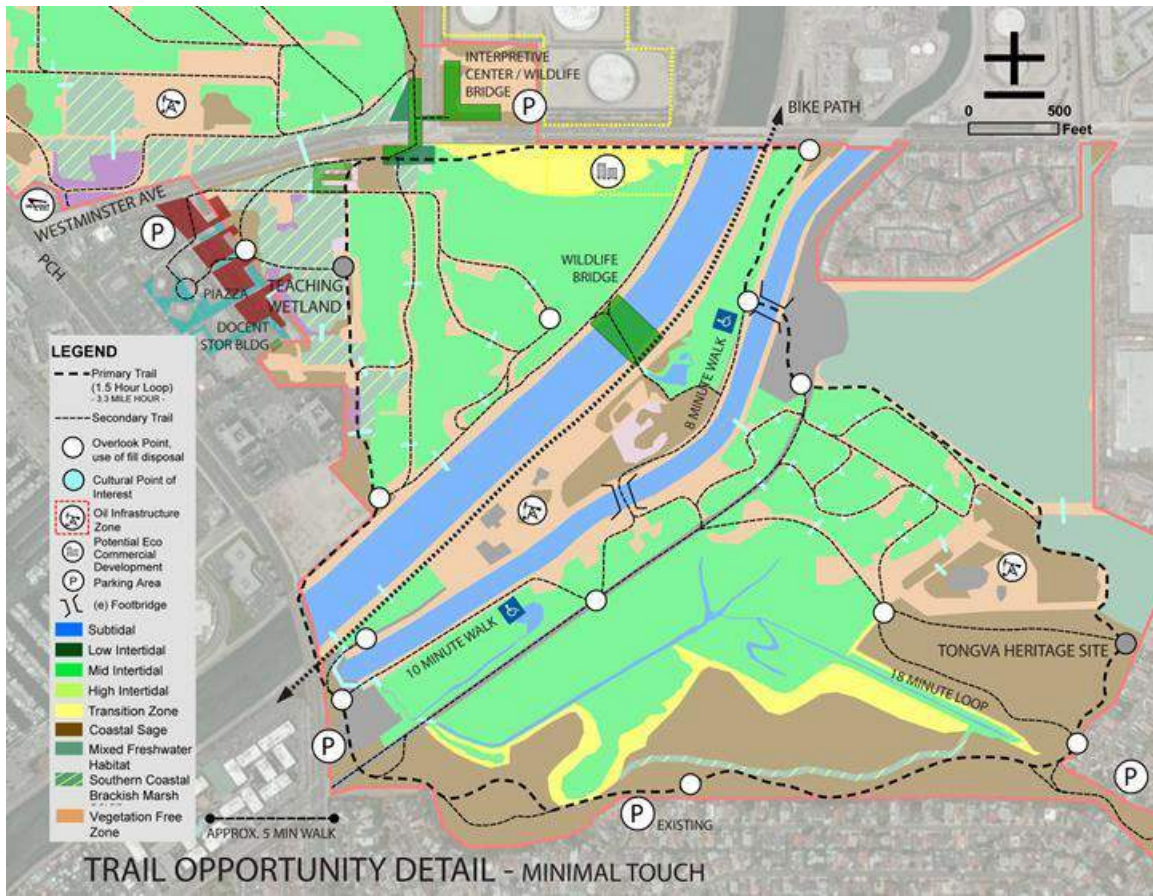 INTERPRETIVE
CENTER / WILDLIFE
BRIDGE
P
BIKE PATH
0 500
Feet
WESTMINSTER AVE
P
PCH
PIAZZA
TEACHING
WETLAND
DOCENT
STOR BLDG
WILDLIFE
BRIDGE
8 MINUTE WALK
10 MINUTE WALK
TONGVA HERITAGE SITE
18 MINUTE LOOP
P
P
P
EXISTING
LEGEND
Primary Trail
(1.5 Hour Loop)
- 3.3 MILE HOUR -
Secondary Trail
Overlook Point,
use of fill disposal
Cultural Point of
Interest
Oil Infrastructure
Zone
Potential Eco
Commercial
Development
P Parking Area
(e) Footbridge
Subtidal
Low Intertidal
Mid Intertidal
High Intertidal
Transition Zone
Coastal Sage
Mixed Freshwater
Habitat
Southern Coastal
Brackish Marsh
Vegetation Free
Zone
APPROX. 5 MIN WALK
TRAIL OPPORTUNITY DETAIL - MINIMAL TOUCH